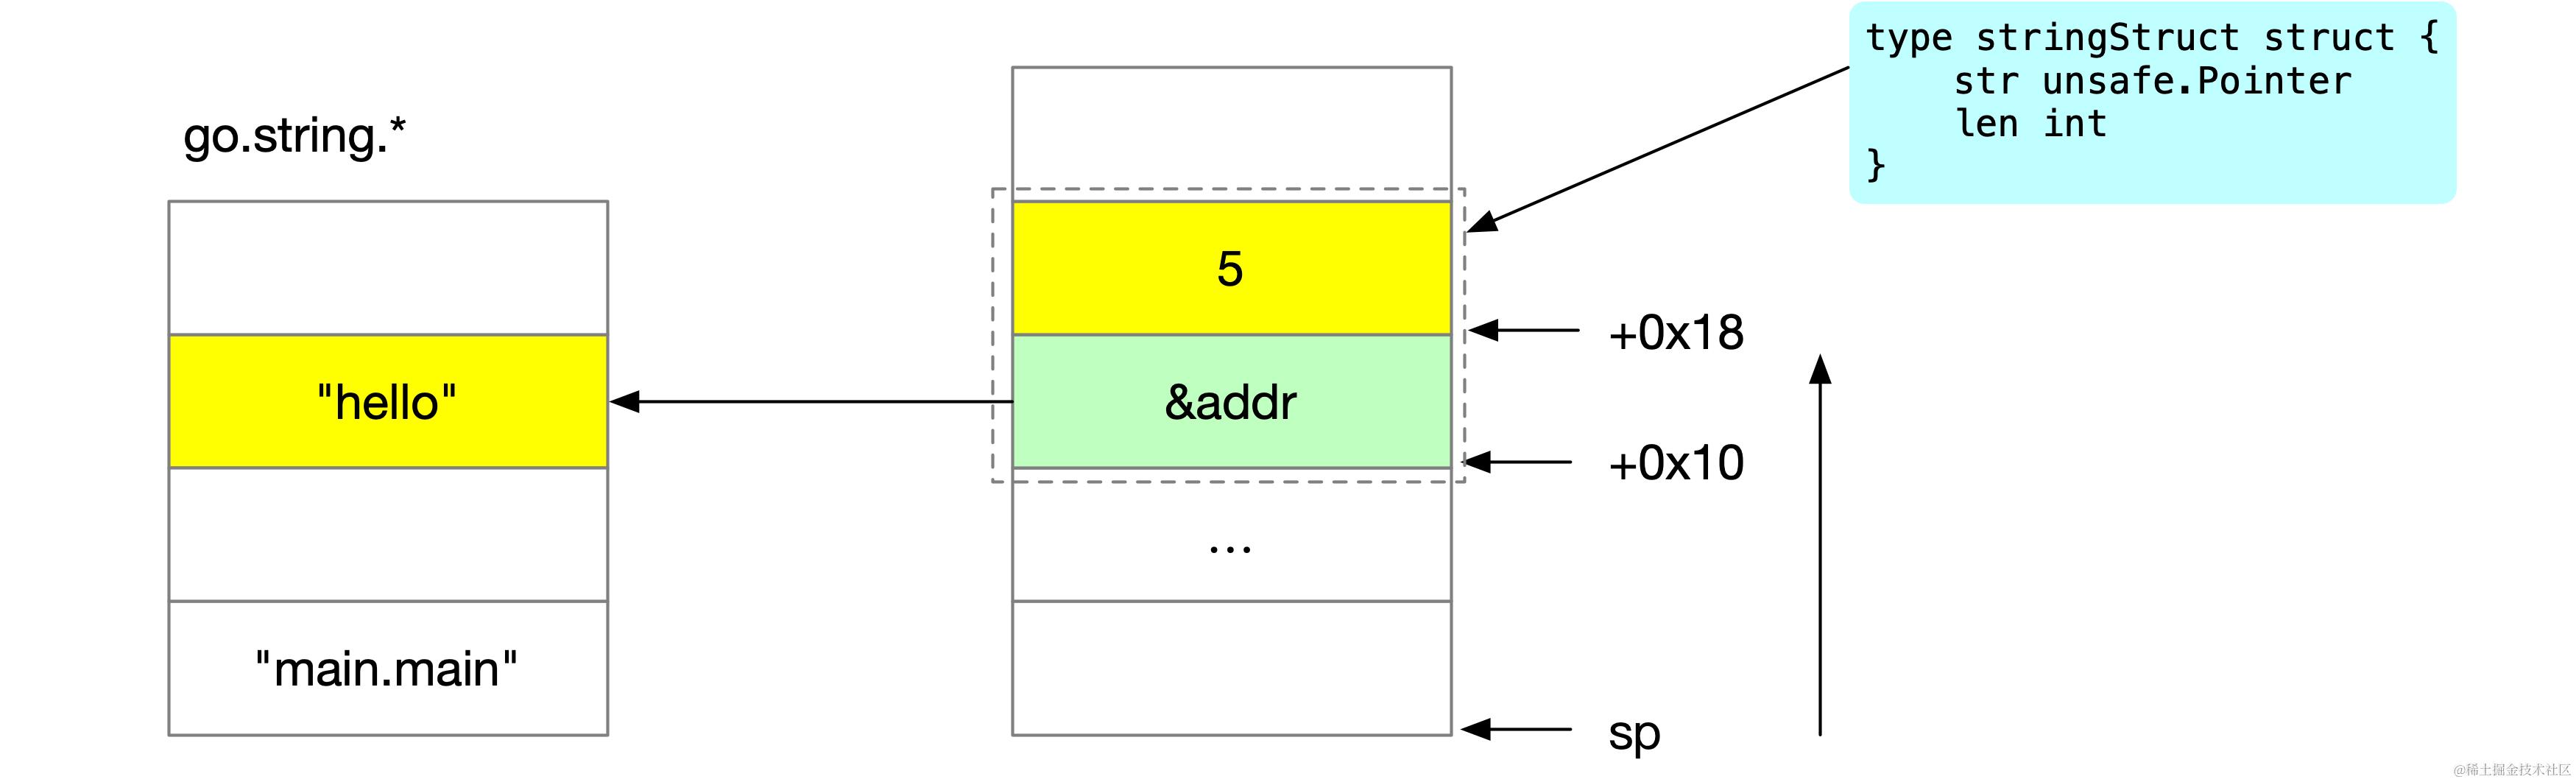 type stringStruct struct {
    str unsafe.Pointer
    len int
}
go.string.*
5
+0x18
"hello"
&addr
+0x10
...
"main.main"
sp
@稀土掘金技术社区